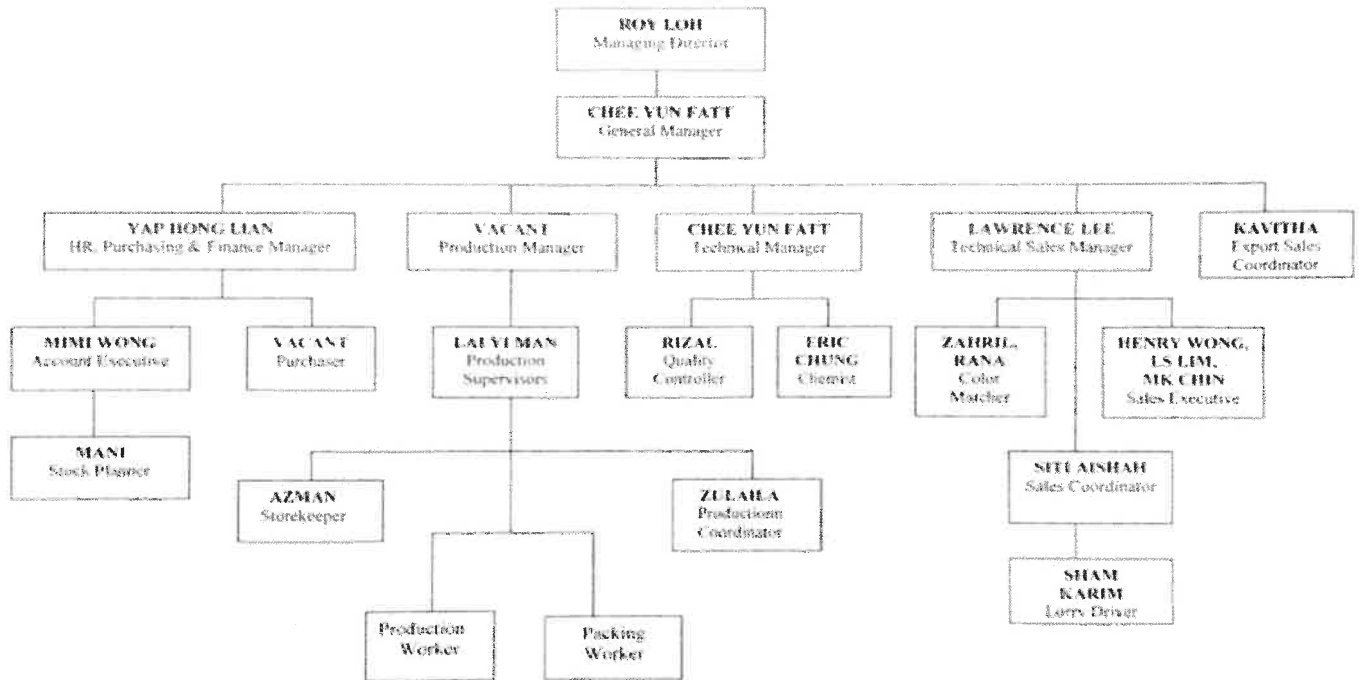 ROY LOH
Managing Director
CHEE YUN FATT
General Manager
YAP HONG LIAN
HR, Purchasing & Finance Manager
VACANT
Production Manager
CHEE YUN FATT
Technical Manager
LAWRENCE LEE
Technical Sales Manager
KAVITHA
Export Sales
Coordinator
MIMI WONG
Account Executive
VACANT
Purchaser
LAI YI MAN
Production
Supervisors
RIZAL
Quality
Controller
ERIC
CHUNG
Chemist
ZAHRIL,
RANA
Color
Matcher
HENRY WONG,
LS LIM,
MK CHIN
Sales Executive
MANI
Stock Planner
AZMAN
Storekeeper
ZULAILA
Productionn
Coordinator
SITI AISHAH
Sales Coordinator
SHAM
KARIM
Lorry Driver
Production
Worker
Packing
Worker